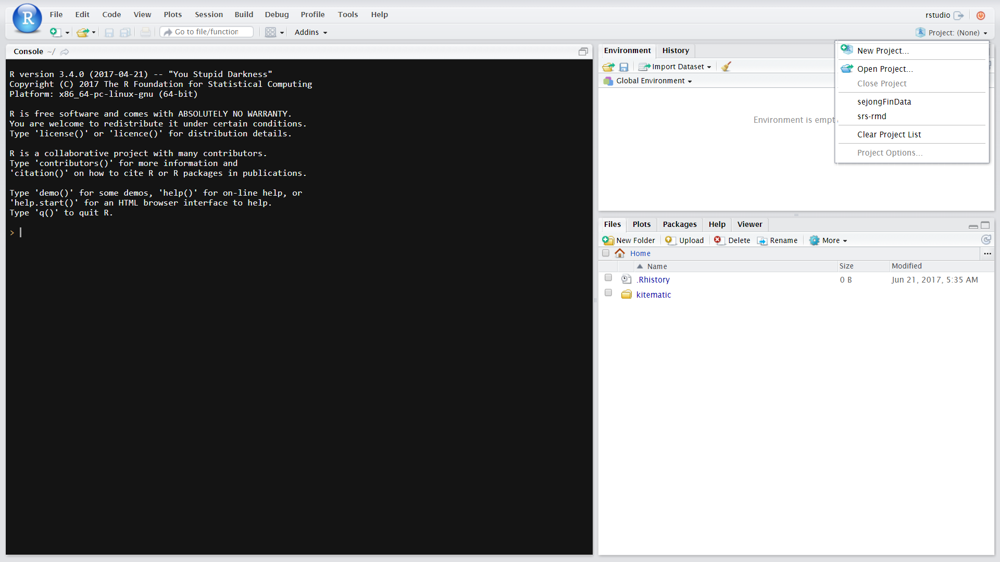 R
File Edit Code View Plots Session Build Debug Profile Tools Help
rstudio
Go to file/function
Addins
Project: (None)
Console ~/
R version 3.4.0 (2017-04-21) -- "You Stupid Darkness"
Copyright (C) 2017 The R Foundation for Statistical Computing
Platform: x86_64-pc-linux-gnu (64-bit)
R is free software and comes with ABSOLUTELY NO WARRANTY.
You are welcome to redistribute it under certain conditions.
Type 'license()' or 'licence()' for distribution details.
R is a collaborative project with many contributors.
Type 'contributors()' for more information and
'citation()' on how to cite R or R packages in publications.
Type 'demo()' for some demos, 'help()' for on-line help, or
'help.start()' for an HTML browser interface to help.
Type 'q()' to quit R.
>
Environment History
Import Dataset
Global Environment
Environment is empt
New Project...
Open Project...
Close Project
sejongFinData
srs-rmd
Clear Project List
Project Options...
Files Plots Packages Help Viewer
New Folder Upload Delete Rename More
Home ...
Name Size Modified
.Rhistory 0 B Jun 21, 2017, 5:35 AM
kitematic